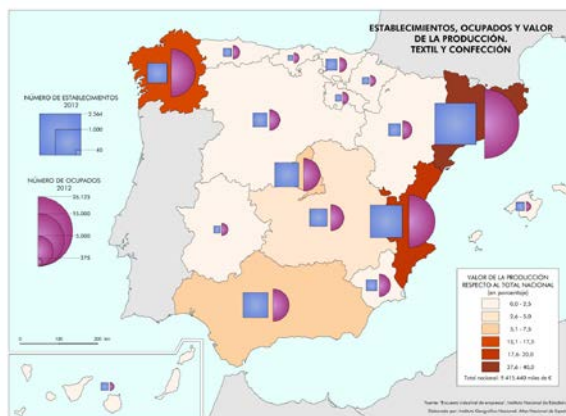 ESTABLECIMIENTOS, OCUPADOS Y VALOR
DE LA PRODUCCIÓN.
TEXTIL Y CONFECCIÓN
NÚMERO DE ESTABLECIMIENTOS
2013
2.364
1.000
60
NÚMERO DE OCUPADOS
2012
26.125
15.000
5.000
375
VALOR DE LA PRODUCCIÓN
RESPECTO AL TOTAL NACIONAL
(en porcentaje)
0,0 - 2,5
2,6 - 5,0
5,1 - 7,5
15,1 - 17,5
17,6- 20,0
37,6 - 40,0
Total nacional: 9.415.449 miles de €
0 100 200 km